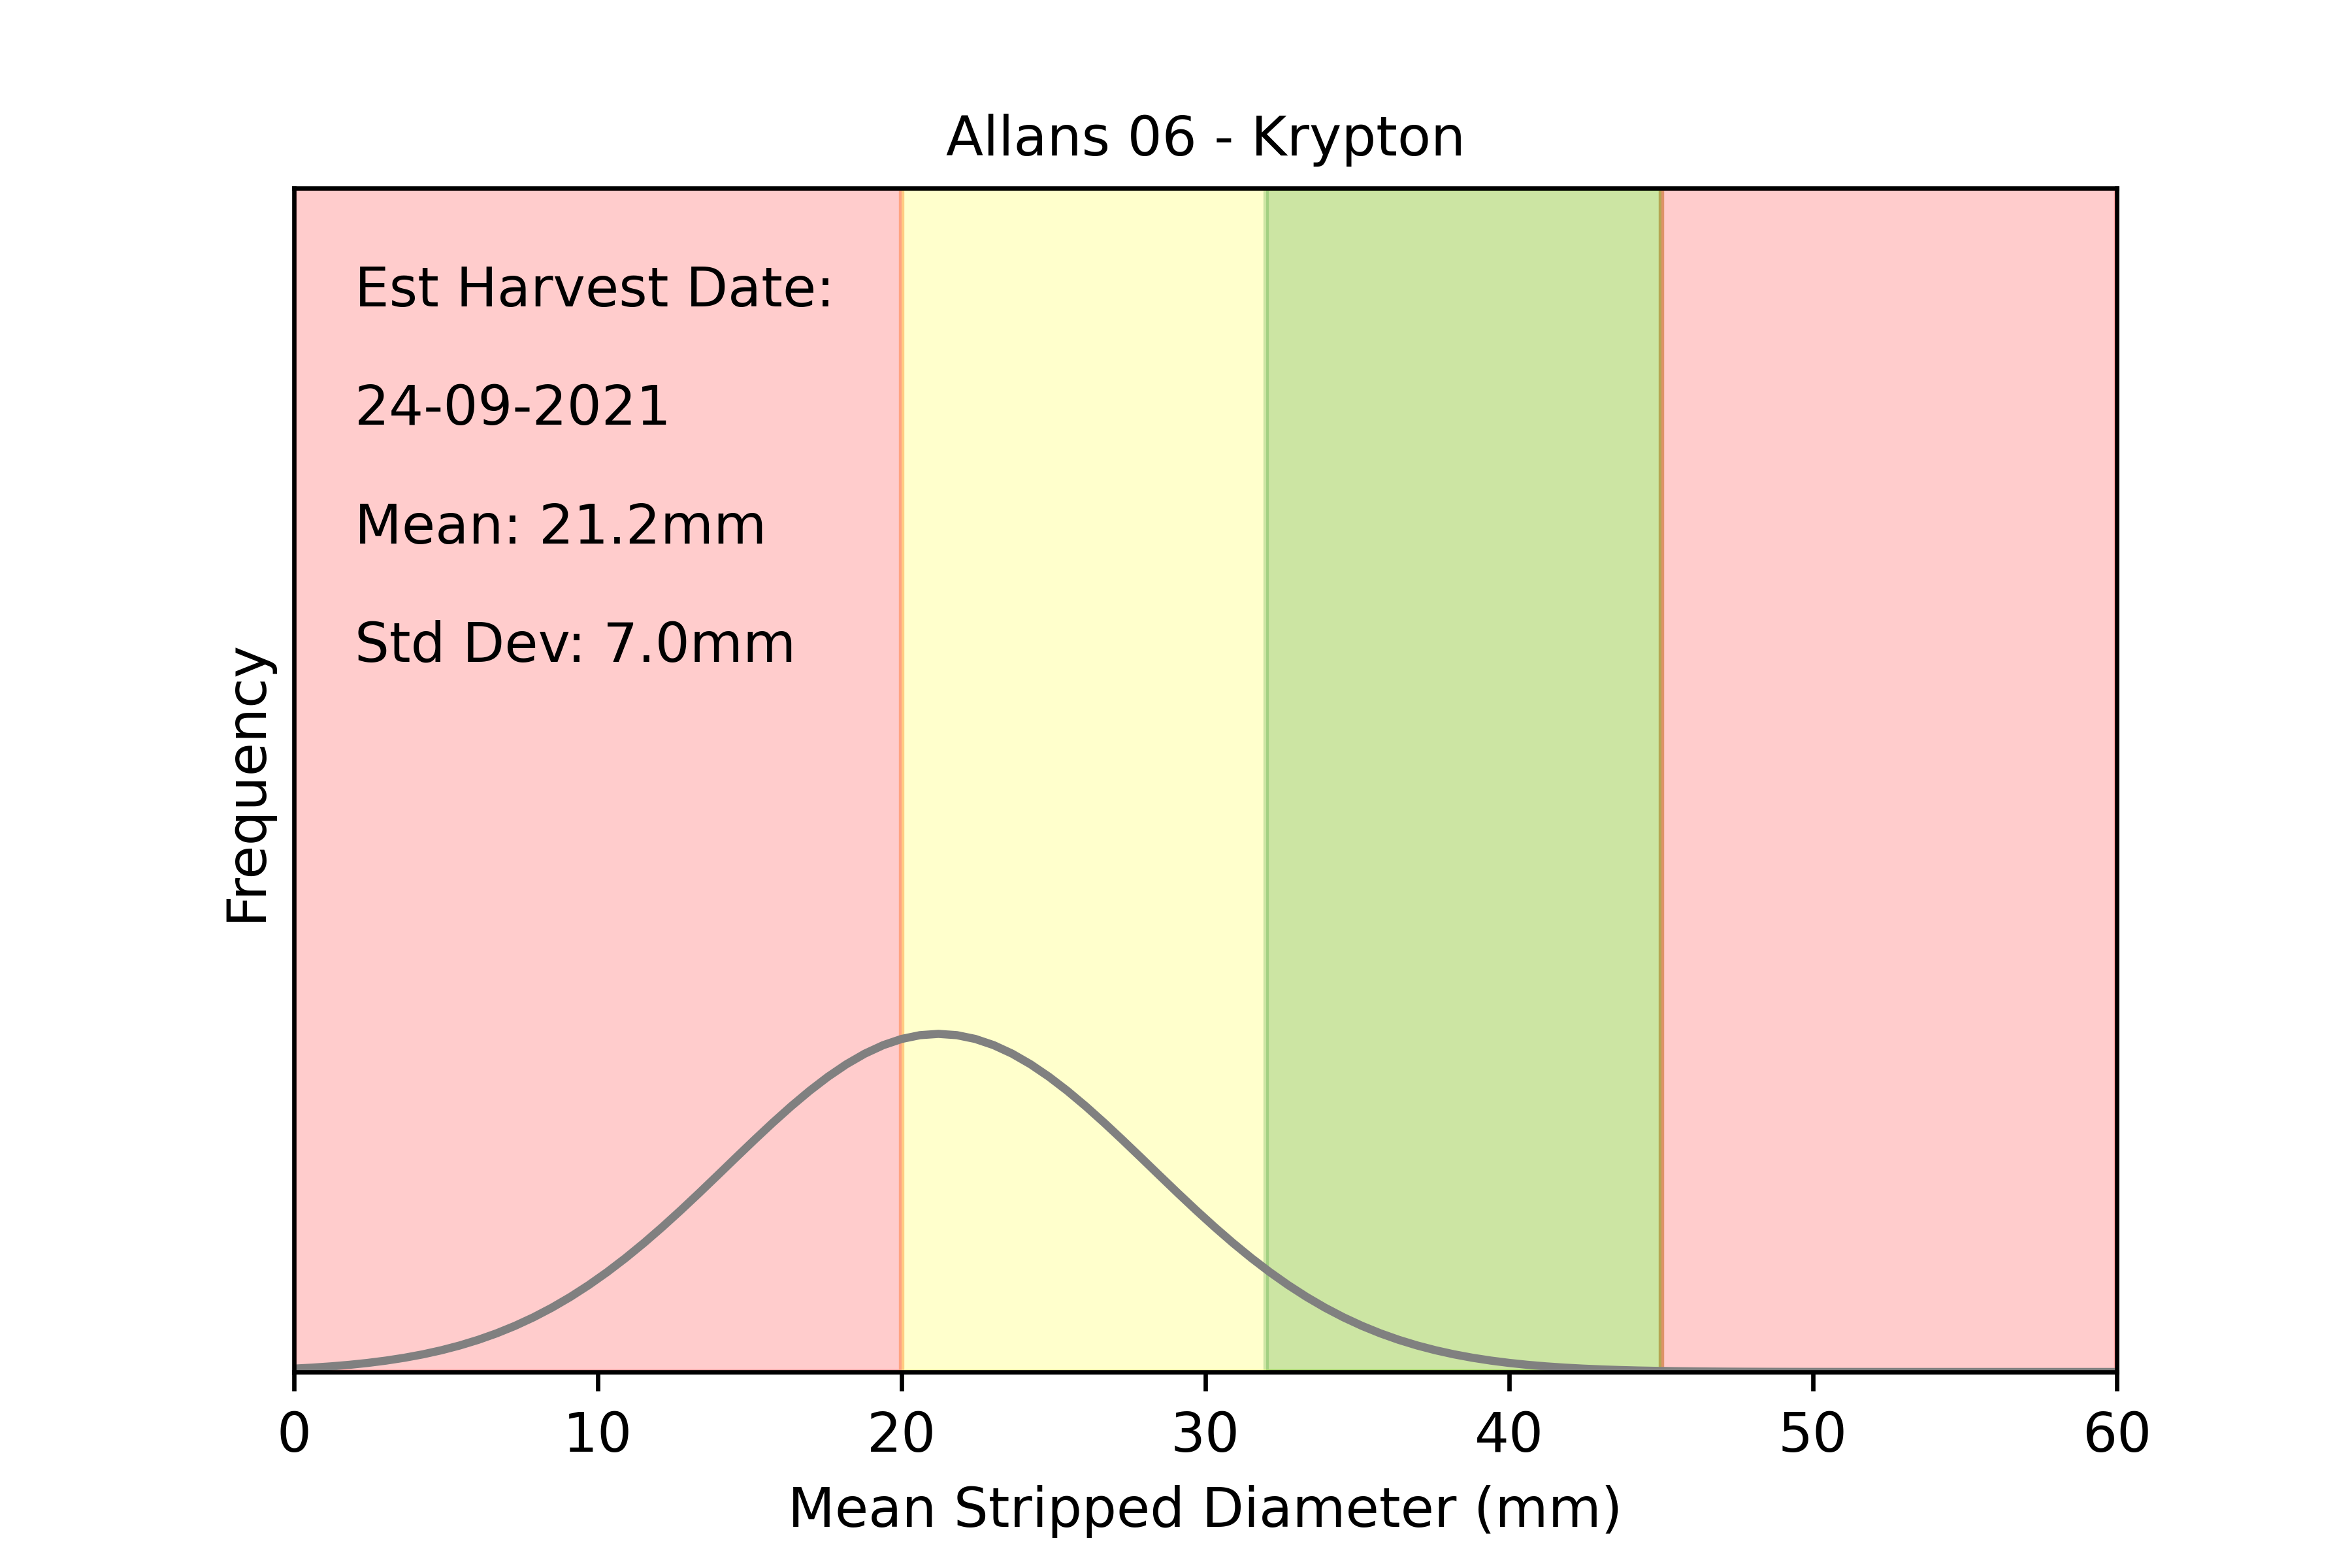 Allans 06 - Krypton
Est Harvest Date:
24-09-2021
Mean: 21.2mm
Std Dev: 7.0mm
Frequency
0 10 20 30 40 50 60
Mean Stripped Diameter (mm)